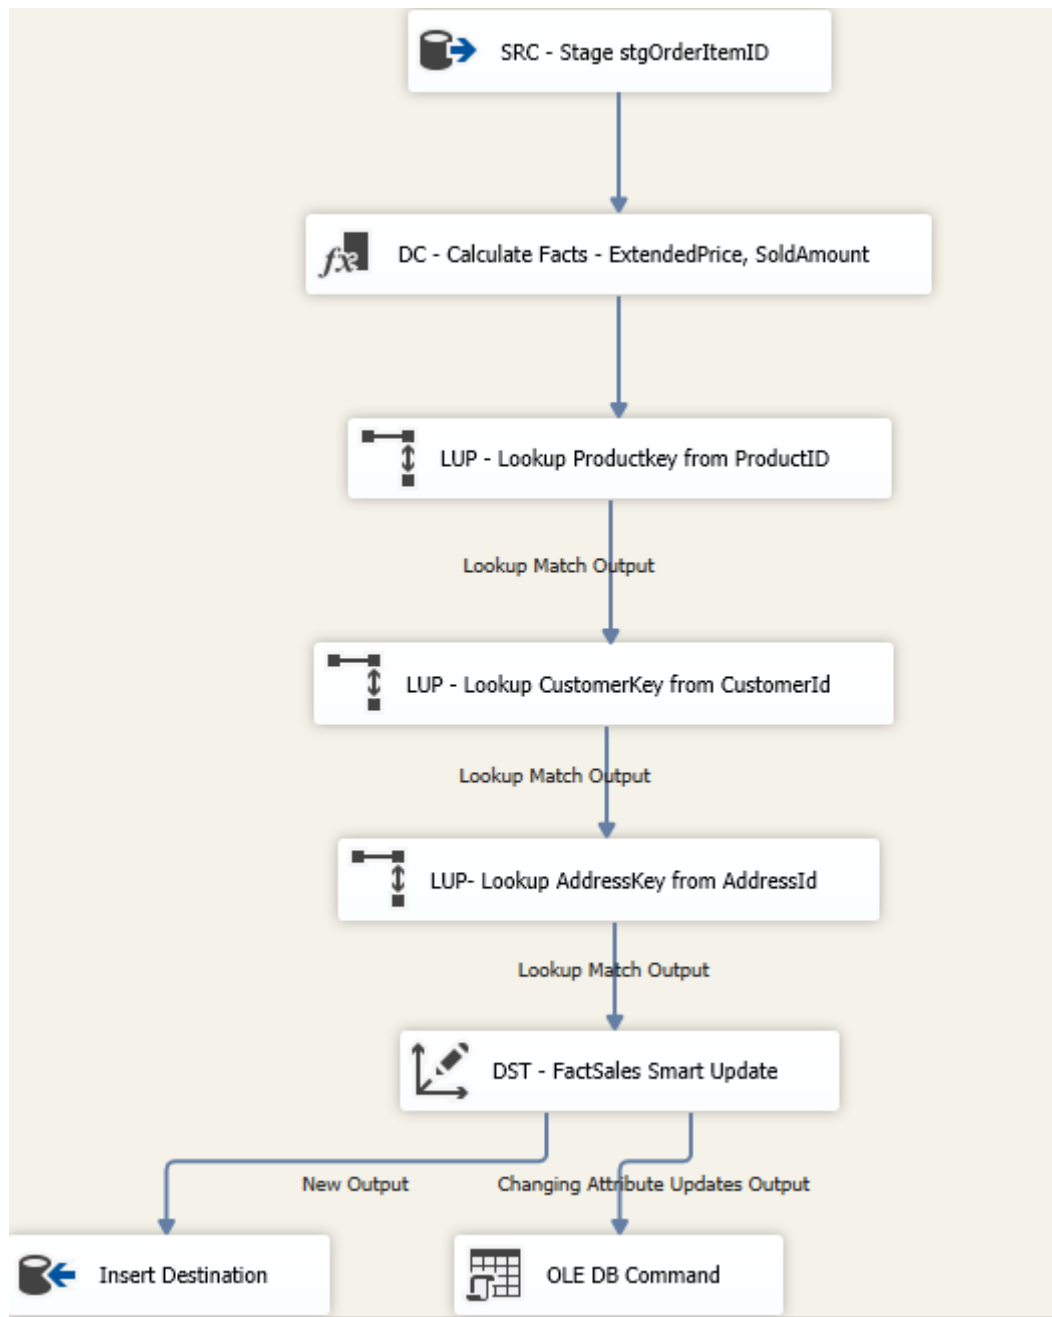 SRC - Stage stgOrderItemID
DC - Calculate Facts - ExtendedPrice, SoldAmount
LUP - Lookup Productkey from ProductID
Lookup Match Output
LUP - Lookup CustomerKey from CustomerId
Lookup Match Output
LUP- Lookup AddressKey from AddressId
Lookup Match Output
DST - FactSales Smart Update
New Output
Changing Attribute Updates Output
Insert Destination
OLE DB Command